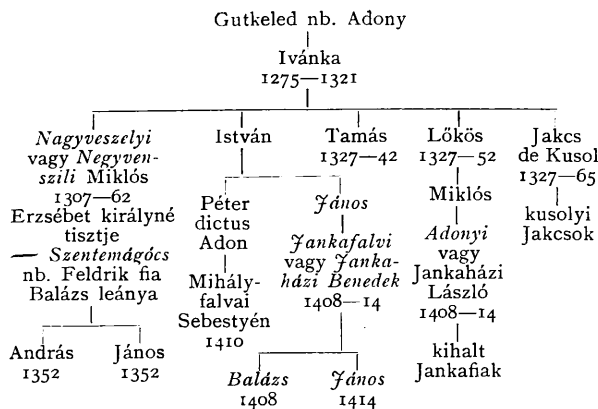 Gutkeled nb. Adony
Ivánka
1275—1321
Nagyveszelyi
vagy Negyven-
szili Miklós
1307—62
Erzsébet királyné
tisztje
— Szentemágócs
nb. Feldrik fia
Balázs leánya
András
1352
János
1352
István
Péter
dictus
Adon
Mihály-
falvai
Sebestyén
1410
János
Jankafalvi
vagy Janka-
házi Benedek
1408—14
Balázs
1408
János
1414
Tamás
1327—42
Lőkös
1327—52
Miklós
Adonyi
vagy
Jankaházi
László
1408—14
kihalt
Jankafiak
Jakcs
de Kusol
1327—65
kusolyi
Jakcsok